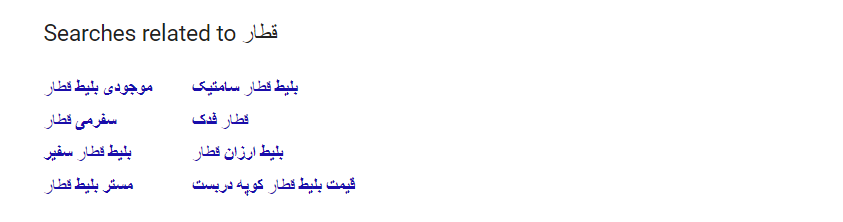 Searches related to قطار
موجودی بلیط قطار
بلیط قطار سامتیک
سفرمی قطار
قطار فدک
بلیط قطار سفیر
بلیط ارزان قطار
مستر بلیط قطار
قیمت بلیط قطار کوپه دربست